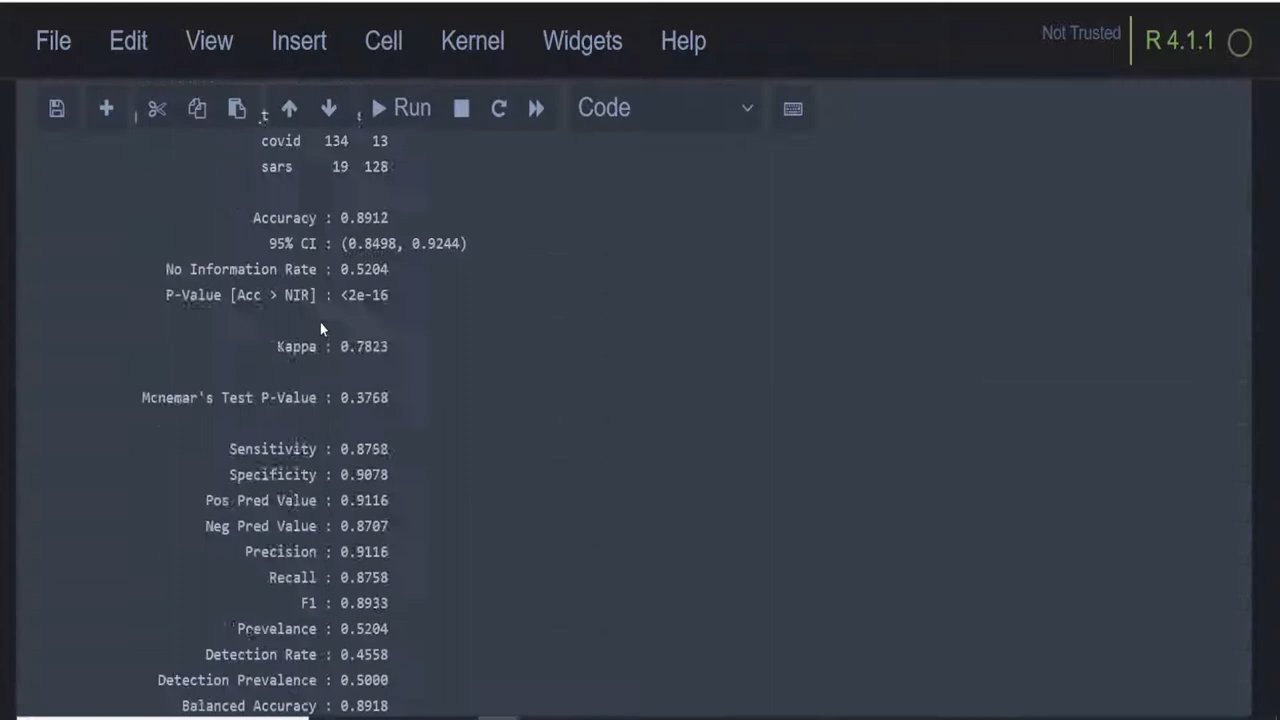 File Edit View Insert Cell Kernel Widgets Help Not Trusted R 4.1.1
Run Code
covid 134 13
sars 19 128
Accuracy : 0.8912
95% CI : (0.8498, 0.9244)
No Information Rate : 0.5204
P-Value [Acc > NIR] : <2e-16
Kappa : 0.7823
Mcnemar's Test P-Value : 0.3768
Sensitivity : 0.8758
Specificity : 0.9078
Pos Pred Value : 0.9116
Neg Pred Value : 0.8707
Precision : 0.9116
Recall : 0.8758
F1 : 0.8933
Prevalence : 0.5204
Detection Rate : 0.4558
Detection Prevalence : 0.5000
Balanced Accuracy : 0.8918